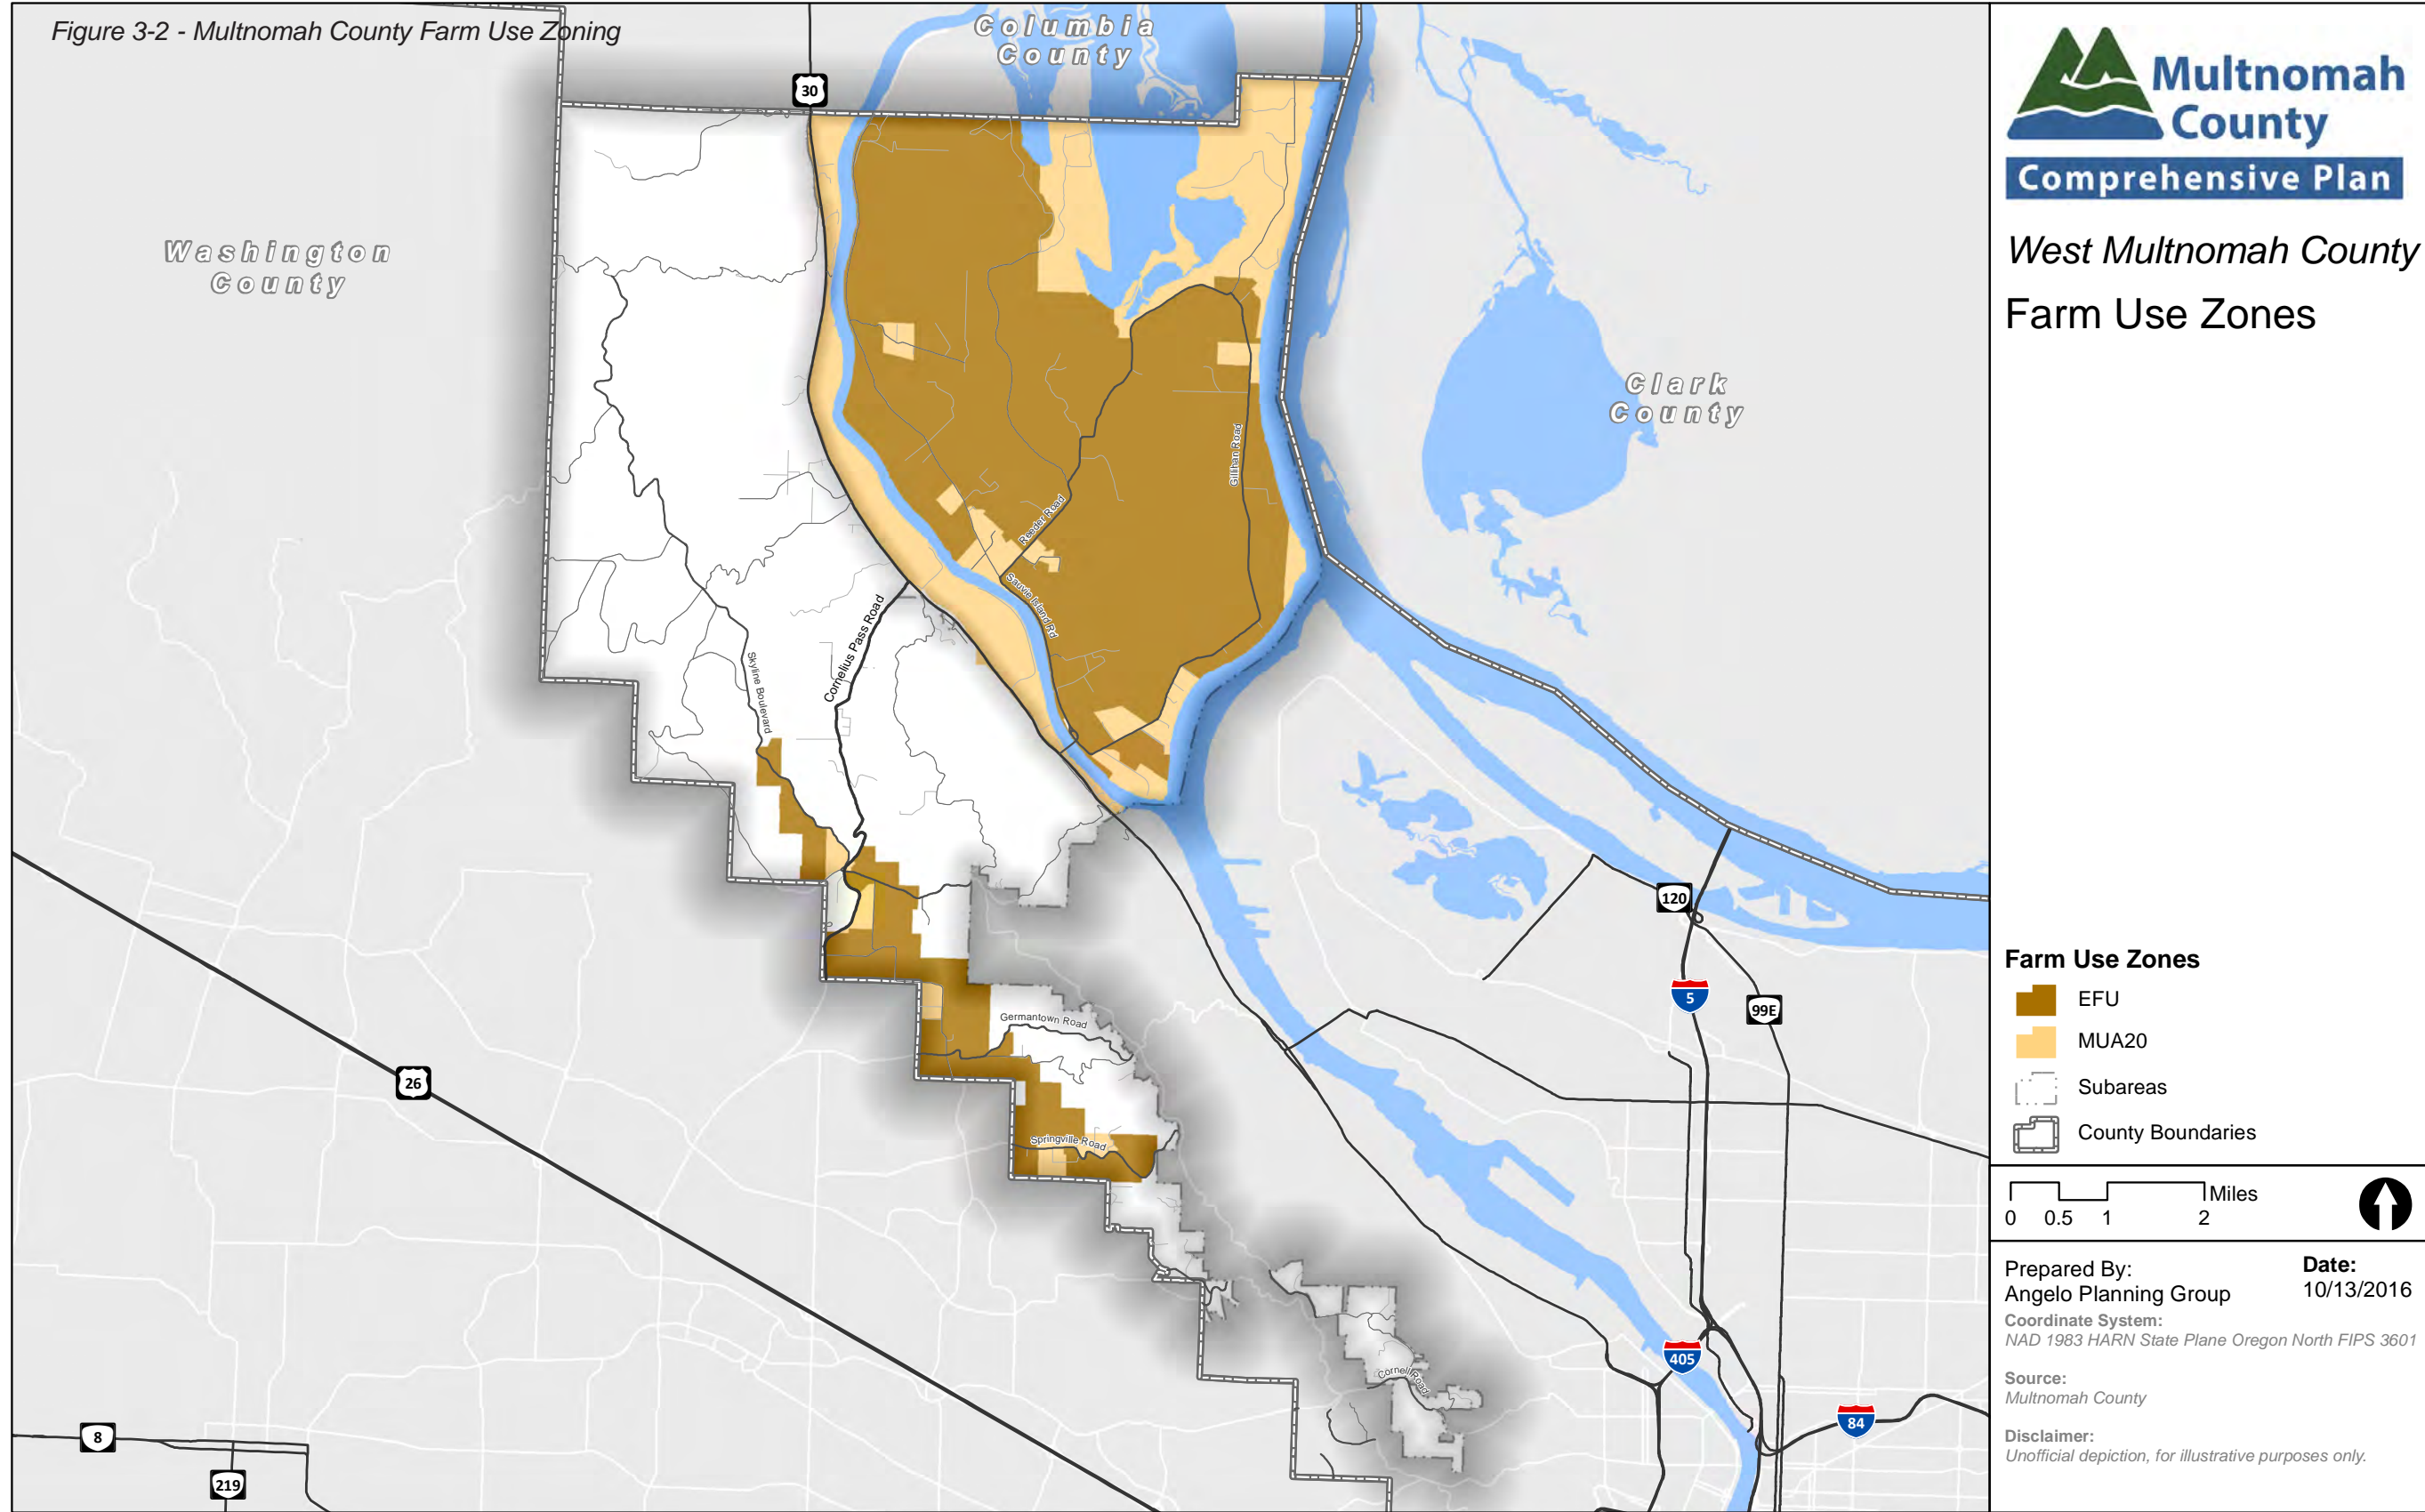 Figure 3-2 - Multnomah County Farm Use Zoning
Columbia
County
30
Washington
County
Clark
County
Gillihan Road
Reeder Road
Sauvie Island Rd
Cornelius Pass Road
Skyline Boulevard
120
5
99E
Germantown Road
26
Springville Road
405
Cornell Road
84
8
219
Multnomah
County
Comprehensive Plan
West Multnomah County
Farm Use Zones
Farm Use Zones
EFU
MUA20
Subareas
County Boundaries
Miles
0 0.5 1 2
Prepared By:
Angelo Planning Group
Date:
10/13/2016
Coordinate System:
NAD 1983 HARN State Plane Oregon North FIPS 3601
Source:
Multnomah County
Disclaimer:
Unofficial depiction, for illustrative purposes only.